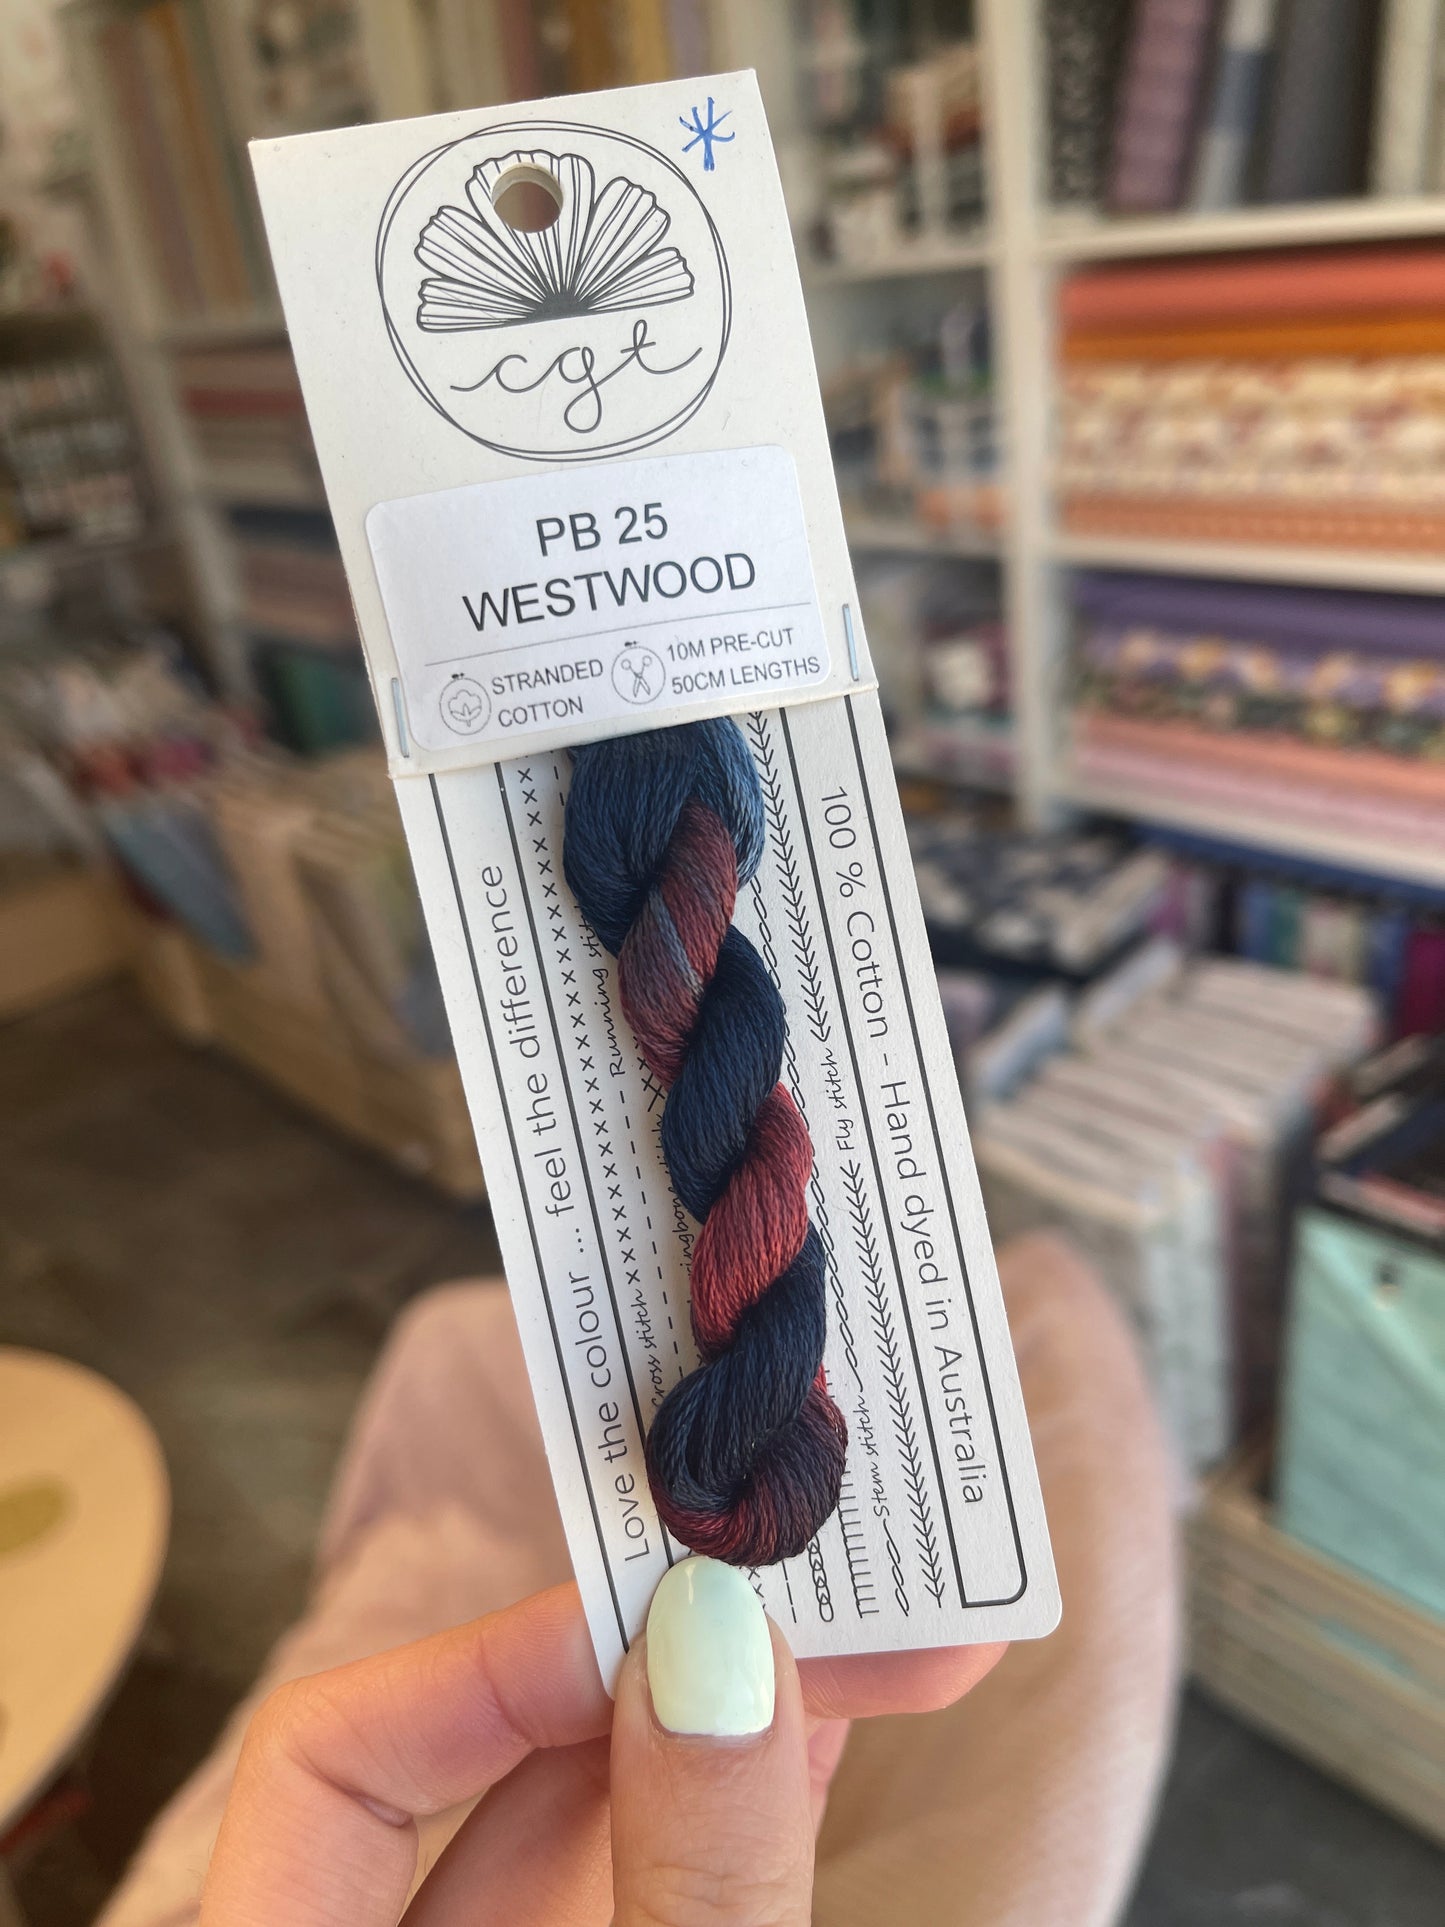 cgt
PB 25
WESTWOOD
STRANDED
COTTON
10M PRE-CUT
50CM LENGTHS
Love the colour ... feel the difference
Cross stitch
Running stitch
Fly stitch
Stem stitch
100 % Cotton - Hand dyed in Australia